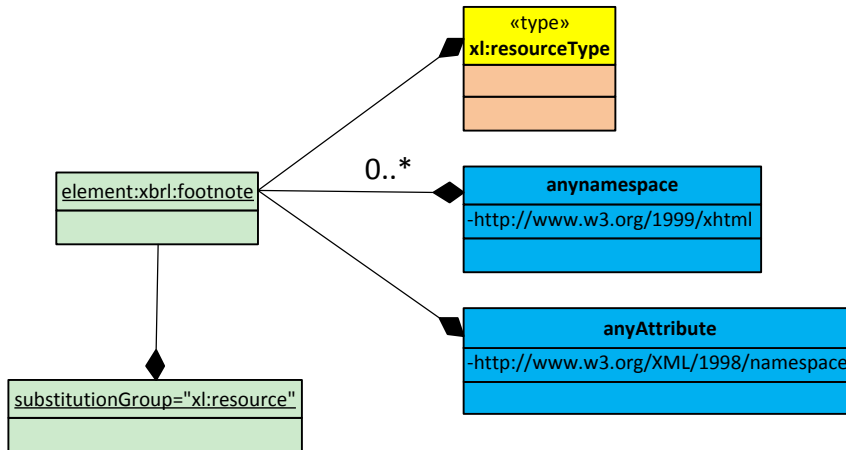 «type»
xl:resourceType
0..*
element:xbrl:footnote
anynamespace
-http://www.w3.org/1999/xhtml
anyAttribute
-http://www.w3.org/XML/1998/namespace
substitutionGroup="xl:resource"